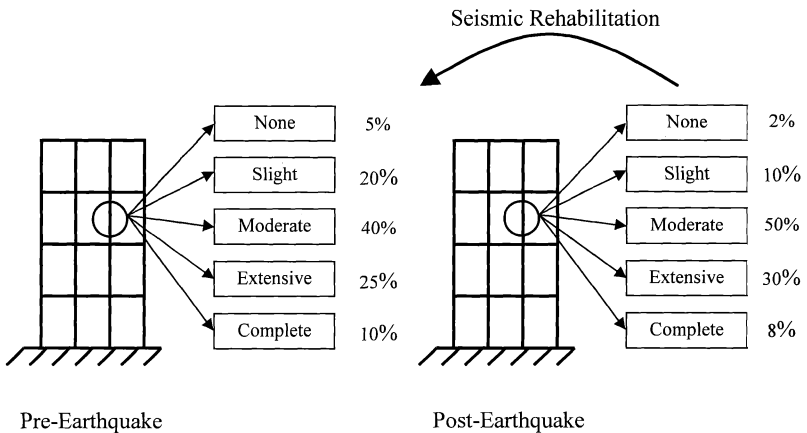 Seismic Rehabilitation
None 5%
Slight 20%
Moderate 40%
Extensive 25%
Complete 10%
Pre-Earthquake
None 2%
Slight 10%
Moderate 50%
Extensive 30%
Complete 8%
Post-Earthquake